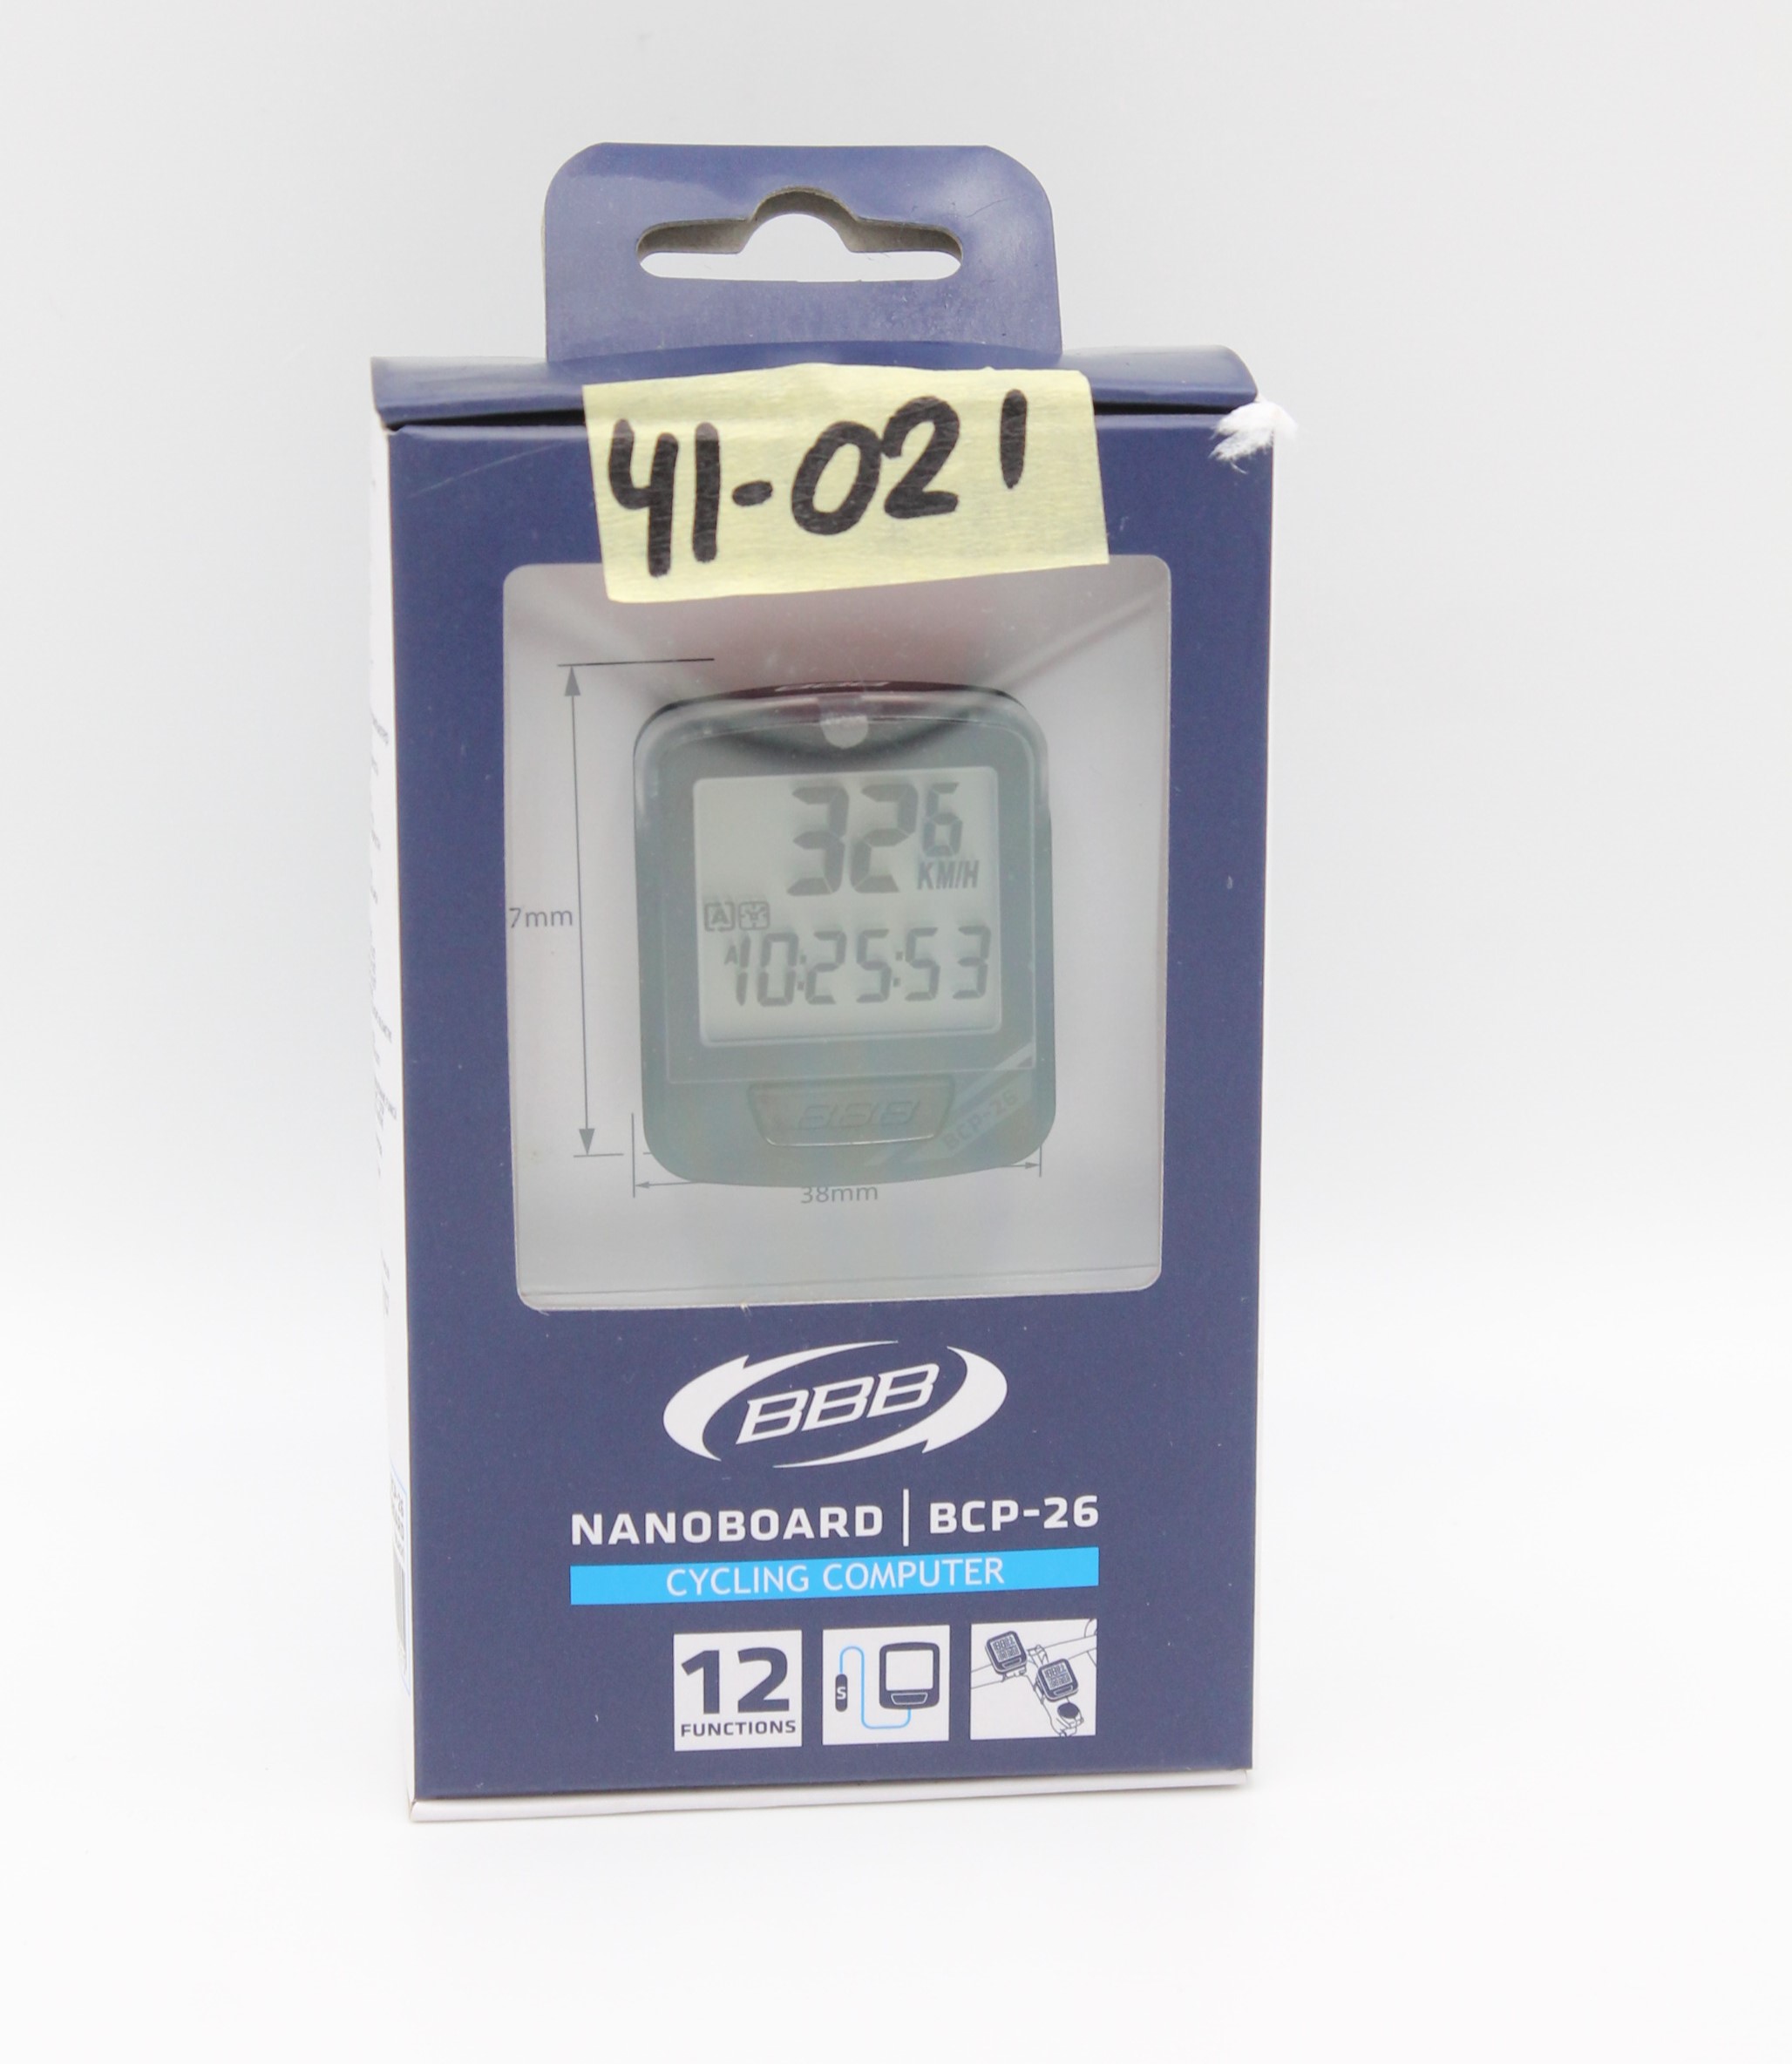 41-021
326
KM/H
A
A10:25:53
BBB
BCP-26
7mm
38mm
BBB
NANOBOARD | BCP-26
CYCLING COMPUTER
12
FUNCTIONS
S